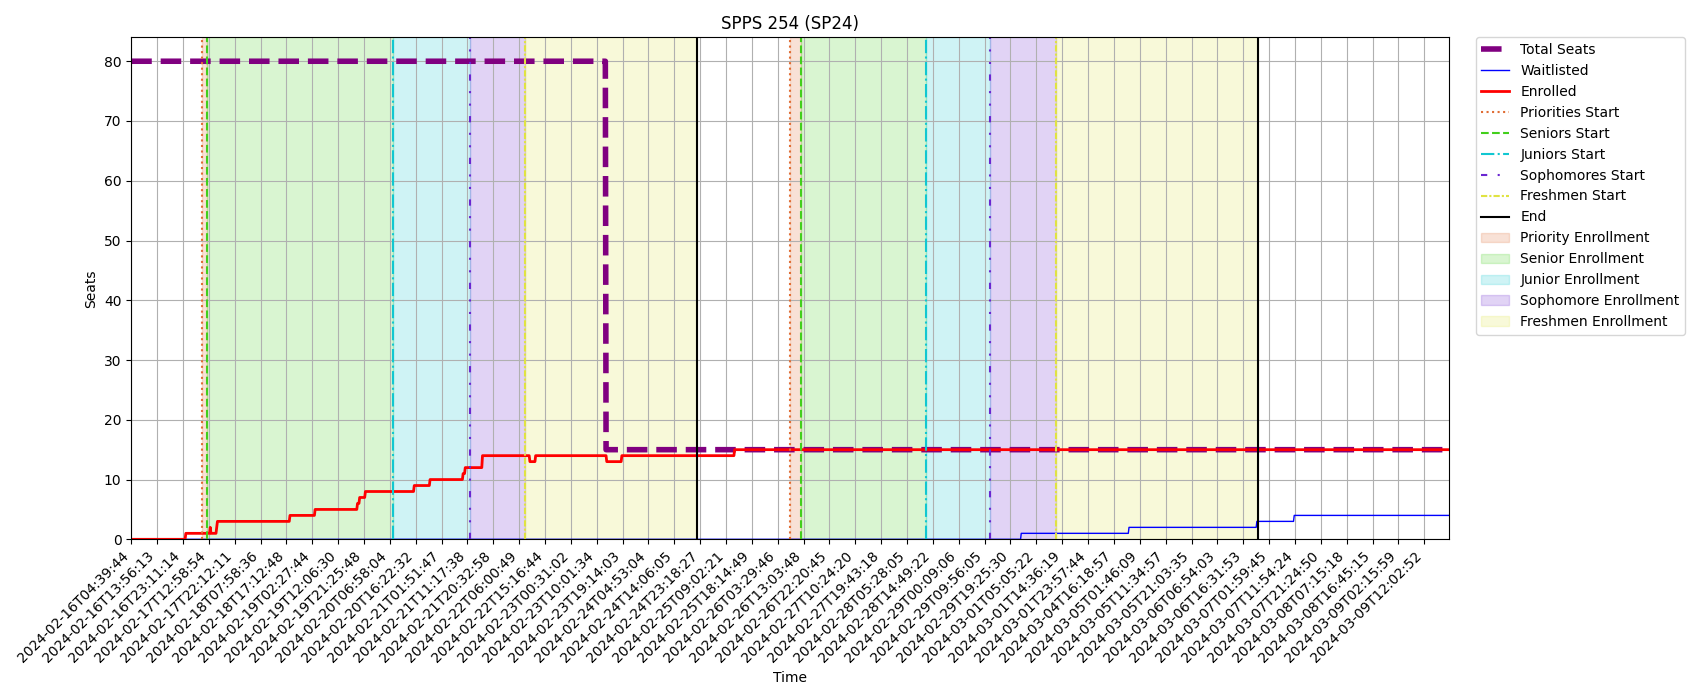 SPPS 254 (SP24)
Seats
80
70
60
50
40
30
20
10
0
2024-02-16T04:39:44
2024-02-16T13:56:13
2024-02-16T23:11:14
2024-02-17T12:58:54
2024-02-17T22:12:11
2024-02-18T07:58:36
2024-02-18T17:12:48
2024-02-19T02:27:44
2024-02-19T12:06:30
2024-02-19T21:25:48
2024-02-20T06:58:04
2024-02-20T16:22:32
2024-02-21T01:51:47
2024-02-21T11:17:38
2024-02-21T20:32:58
2024-02-22T06:00:49
2024-02-22T15:16:44
2024-02-23T00:31:02
2024-02-23T10:01:34
2024-02-23T19:14:03
2024-02-24T04:53:04
2024-02-24T14:06:05
2024-02-24T23:18:27
2024-02-25T09:02:21
2024-02-25T18:14:49
2024-02-26T03:29:46
2024-02-26T13:03:48
2024-02-26T22:20:45
2024-02-27T10:24:20
2024-02-27T19:43:18
2024-02-28T05:28:05
2024-02-28T14:49:22
2024-02-29T00:09:06
2024-02-29T09:56:05
2024-02-29T19:25:30
2024-03-01T05:05:22
2024-03-01T14:36:19
2024-03-01T23:57:44
2024-03-04T16:18:57
2024-03-05T01:46:09
2024-03-05T11:34:57
2024-03-05T21:03:35
2024-03-06T06:54:03
2024-03-06T16:31:53
2024-03-07T01:59:45
2024-03-07T11:54:24
2024-03-07T21:24:50
2024-03-08T07:15:18
2024-03-08T16:45:15
2024-03-09T02:15:59
2024-03-09T12:02:52
Time
Total Seats
Waitlisted
Enrolled
Priorities Start
Seniors Start
Juniors Start
Sophomores Start
Freshmen Start
End
Priority Enrollment
Senior Enrollment
Junior Enrollment
Sophomore Enrollment
Freshmen Enrollment